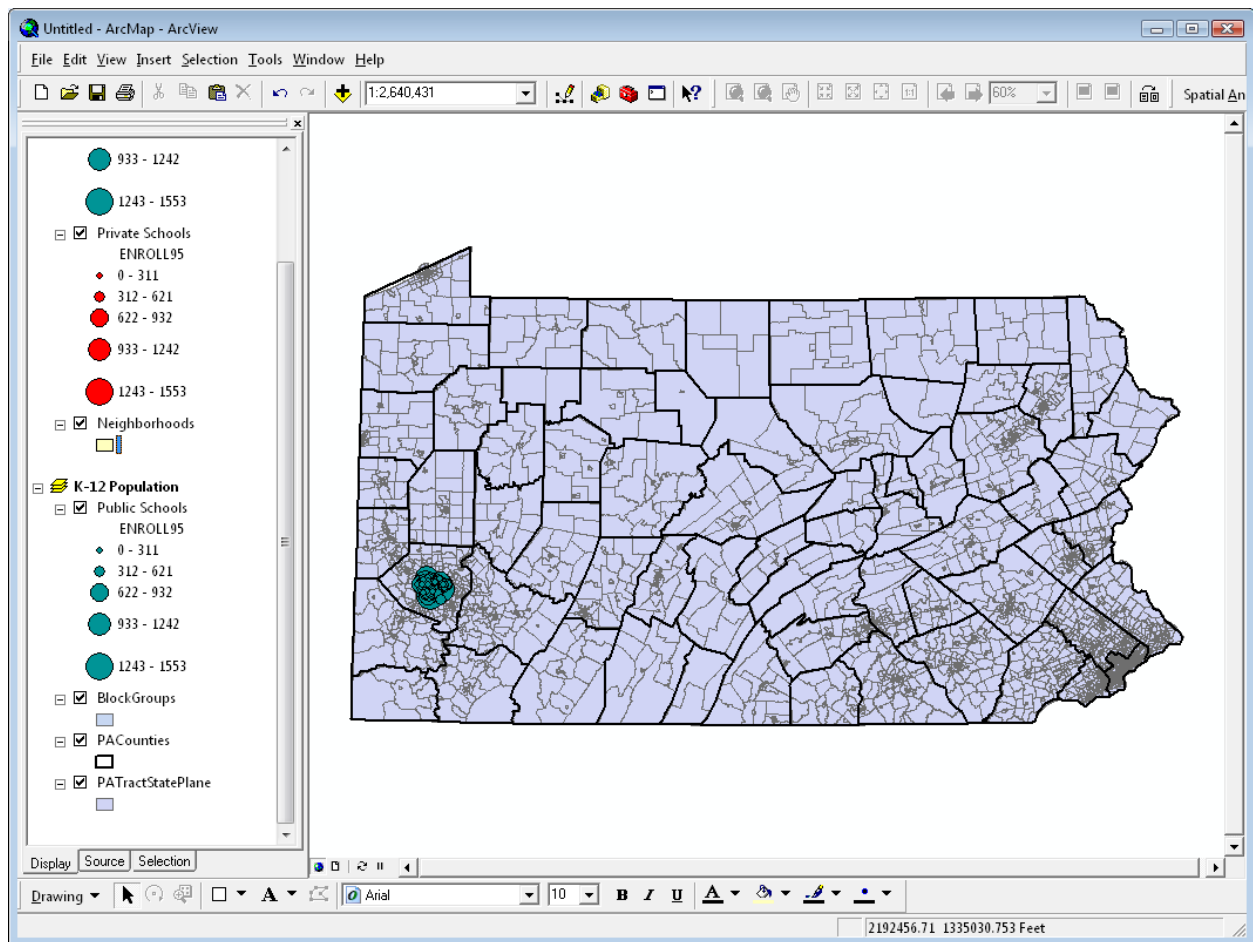 Untitled - ArcMap - ArcView
File Edit View Insert Selection Tools Window Help
1:2,640,431
60%
Spatial An
933 - 1242
1243 - 1553
Private Schools
ENROLL95
0 - 311
312 - 621
622 - 932
933 - 1242
1243 - 1553
Neighborhoods
K-12 Population
Public Schools
ENROLL95
0 - 311
312 - 621
622 - 932
933 - 1242
1243 - 1553
BlockGroups
PACounties
PATractStatePlane
Display Source Selection
Drawing A Arial 10 B I U A
2192456.71 1335030.753 Feet